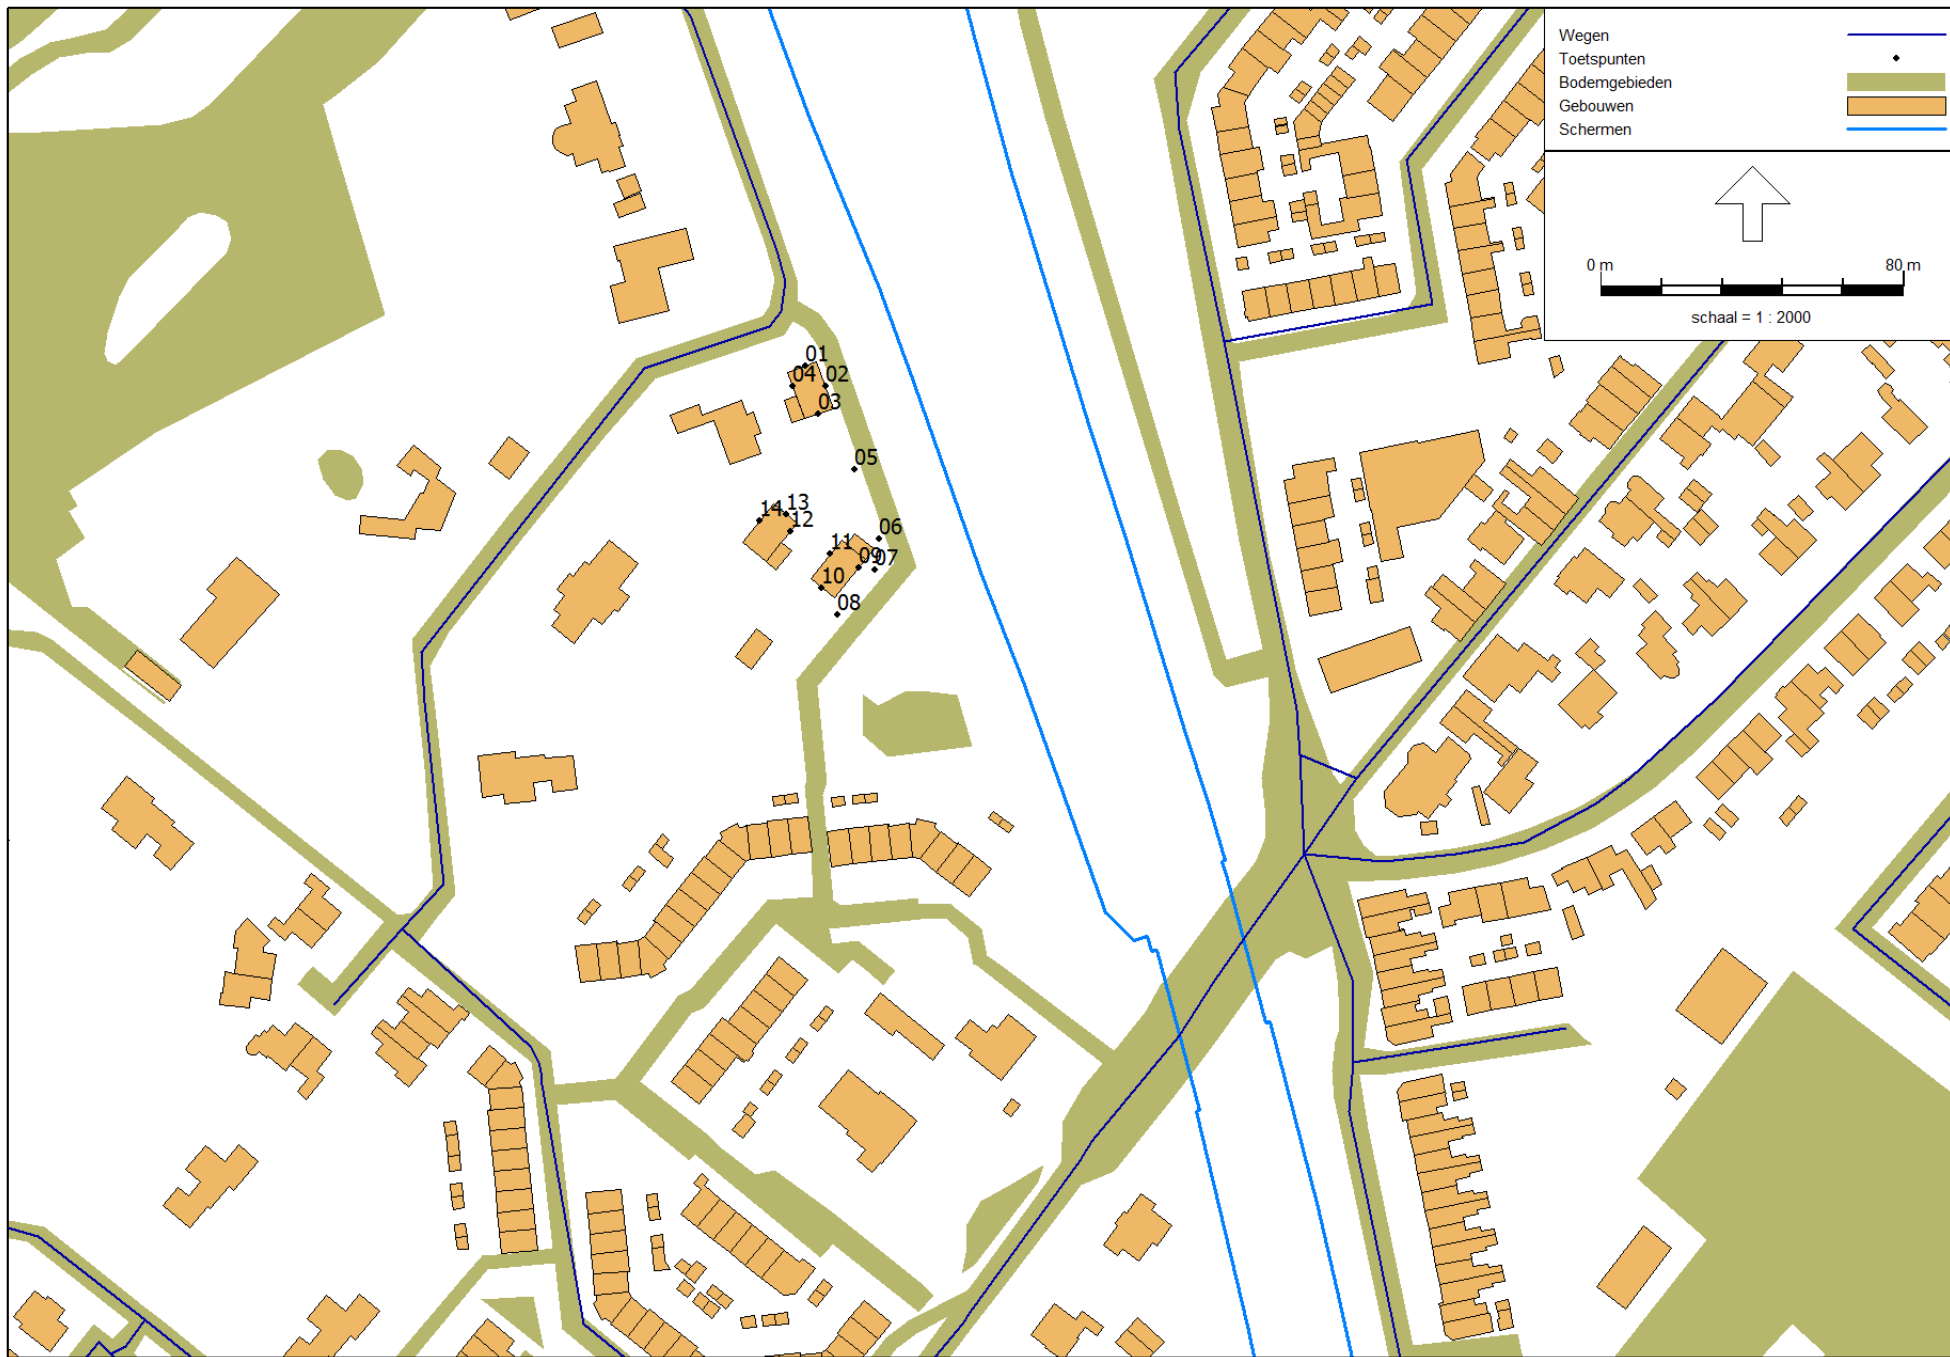 Wegen
Toetspunten
Bodemgebieden
Gebouwen
Schermen
0 m 80 m
schaal = 1 : 2000
01
04 02
03
05
14 13
12
06
11
09 07
10
08